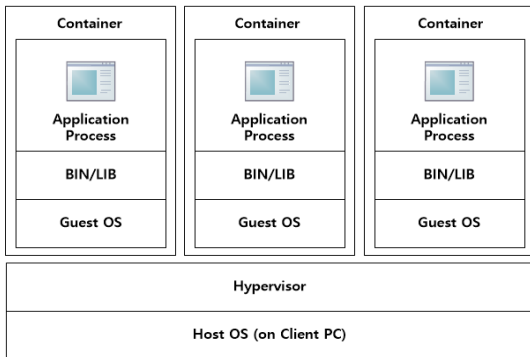 Container
Application
Process
BIN/LIB
Guest OS
Container
Application
Process
BIN/LIB
Guest OS
Container
Application
Process
BIN/LIB
Guest OS
Hypervisor
Host OS (on Client PC)